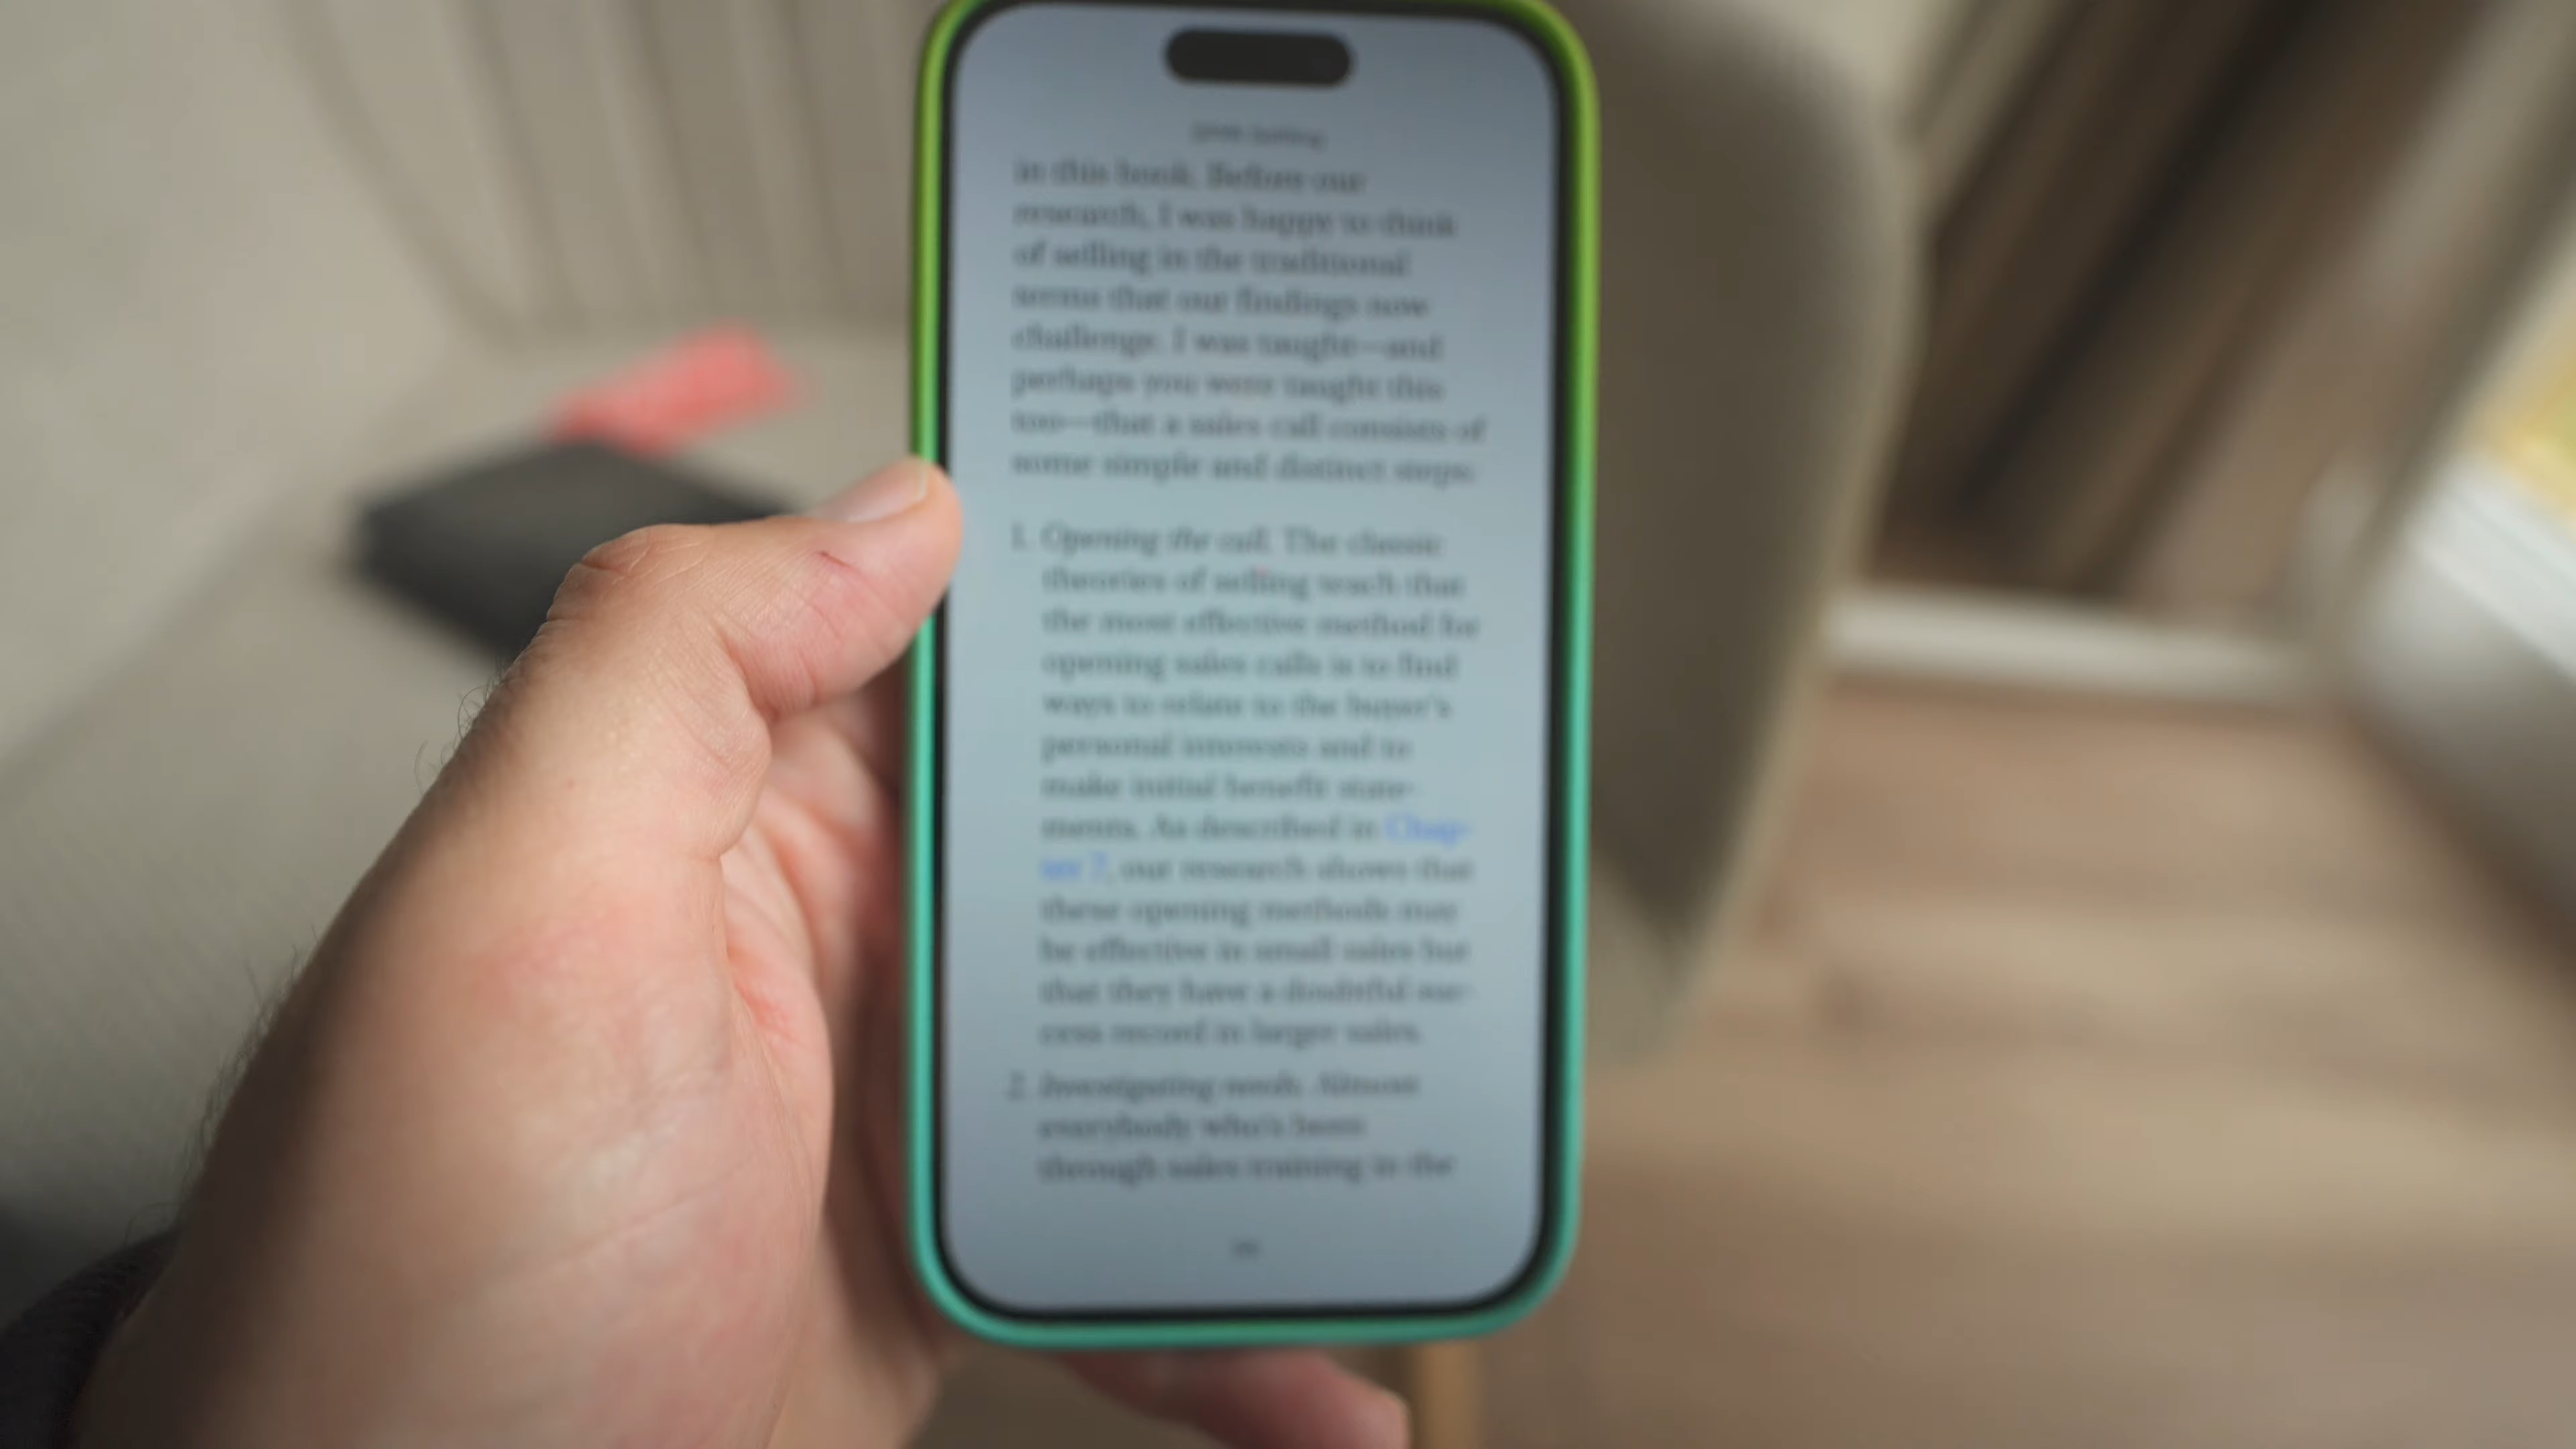 SPIN Selling
in this book. Before our
research, I was happy to think
of selling in the traditional
terms that our findings now
challenge. I was taught—and
perhaps you were taught this
too—that a sales call consists of
some simple and distinct steps:
1. Opening the call. The classic
theories of selling teach that
the most effective method for
opening sales calls is to find
ways to relate to the buyer's
personal interests and to
make initial benefit state-
ments. As described in Chap-
ter 7, our research shows that
these opening methods may
be effective in small sales but
that they have a doubtful suc-
cess record in larger sales.
2. Investigating needs. Almost
everybody who's been
through sales training in the